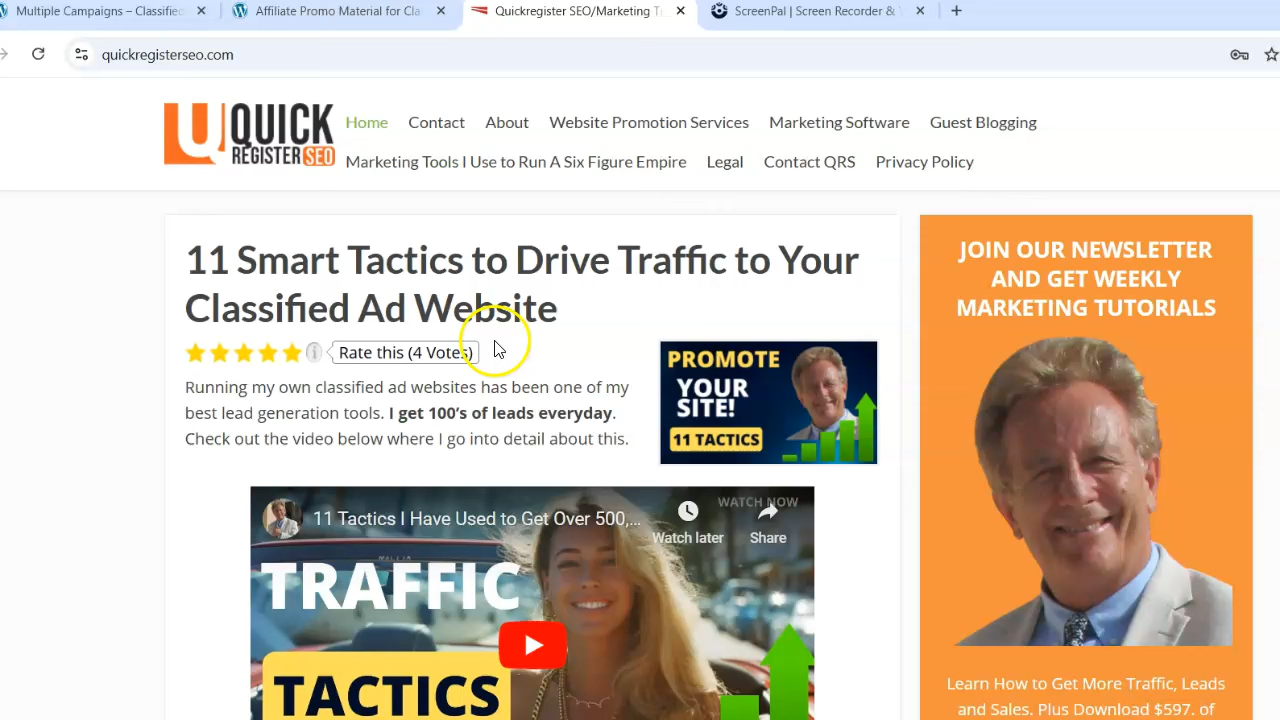 Multiple Campaigns – Classified
Affiliate Promo Material for Cla
Quickregister SEO/Marketing T
ScreenPal | Screen Recorder &
quickregisterseo.com
QUICK
REGISTER SEO
Home
Contact
About
Website Promotion Services
Marketing Software
Guest Blogging
Marketing Tools I Use to Run A Six Figure Empire
Legal
Contact QRS
Privacy Policy
11 Smart Tactics to Drive Traffic to Your
Classified Ad Website
Rate this (4 Votes)
Running my own classified ad websites has been one of my
best lead generation tools. I get 100's of leads everyday.
Check out the video below where I go into detail about this.
PROMOTE
YOUR
SITE!
11 TACTICS
11 Tactics I Have Used to Get Over 500,...
WATCH NOW
Watch later
Share
TRAFFIC
TACTICS
JOIN OUR NEWSLETTER
AND GET WEEKLY
MARKETING TUTORIALS
Learn How to Get More Traffic, Leads
and Sales. Plus Download $597. of